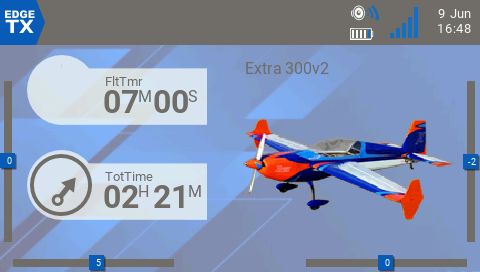 EDGE
TX
9 Jun
16:48
FltTmr
07M00S
Extra 300v2
TotTime
02H 21M
0
-2
5
0